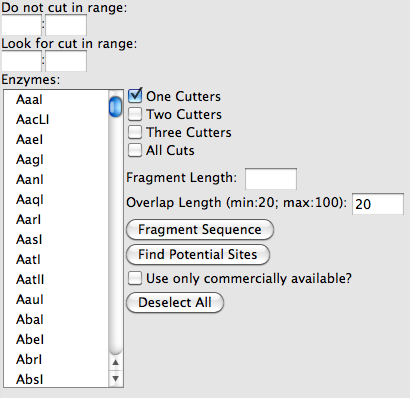 Do not cut in range:
:
Look for cut in range:
:
Enzymes:
AaaI
AacLI
AaeI
AagI
AanI
AaqI
AarI
AasI
AatI
AatII
AauI
AbaI
AbeI
AbrI
AbsI
One Cutters
Two Cutters
Three Cutters
All Cuts
Fragment Length:
Overlap Length (min:20; max:100): 20
Fragment Sequence
Find Potential Sites
Use only commercially available?
Deselect All